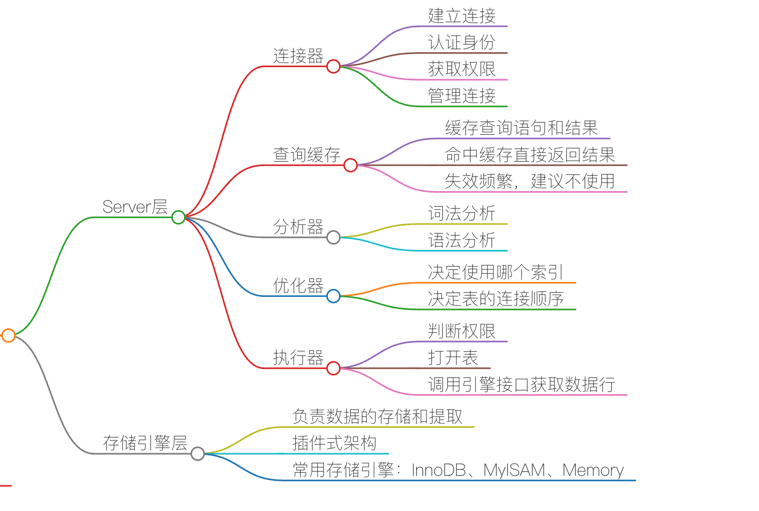 建立连接
认证身份
连接器
获取权限
管理连接
缓存查询语句和结果
查询缓存
命中缓存直接返回结果
失效频繁，建议不使用
Server层
词法分析
分析器
语法分析
决定使用哪个索引
优化器
决定表的连接顺序
判断权限
执行器
打开表
调用引擎接口获取数据行
负责数据的存储和提取
存储引擎层
插件式架构
常用存储引擎：InnoDB、MyISAM、Memory